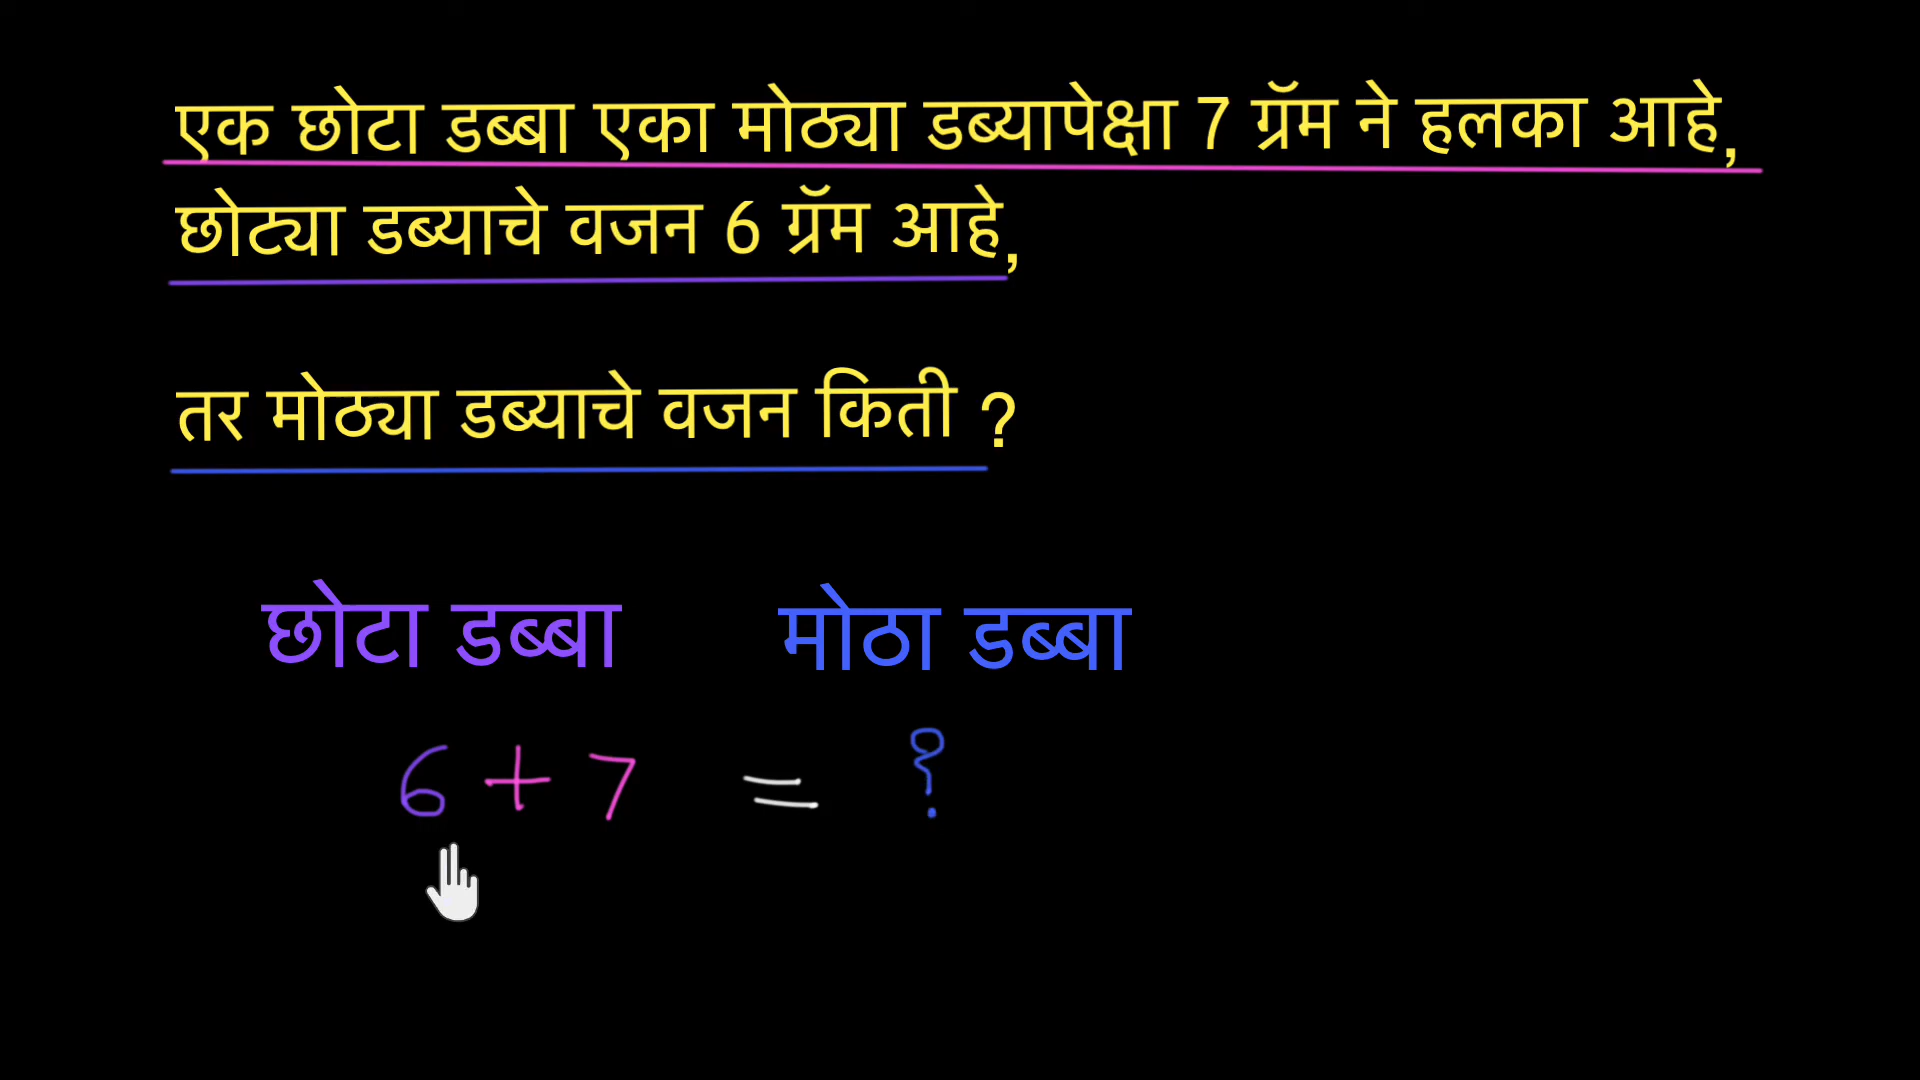 एक छोटा डब्बा एका मोठ्या डब्यापेक्षा 7 ग्रॅम ने हलका आहे,
छोट्या डब्याचे वजन 6 ग्रॅम आहे,
तर मोठ्या डब्याचे वजन किती ?
छोटा डब्बा मोठा डब्बा
6 + 7 = ?